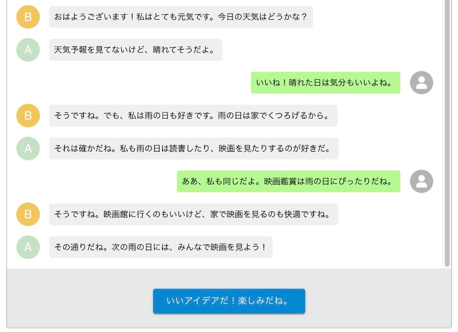 B
おはようございます！私はとても元気です。今日の天気はどうかな？
A
天気予報を見てないけど、晴れてそうだよ。
いいね！晴れた日は気分もいいよね。
B
そうですね。でも、私は雨の日も好きです。雨の日は家でくつろげるから。
A
それは確かだね。私も雨の日は読書したり、映画を見たりするのが好きだ。
ああ、私も同じだよ。映画鑑賞は雨の日にぴったりだね。
B
そうですね。映画館に行くのもいいけど、家で映画を見るのも快適ですね。
A
その通りだね。次の雨の日には、みんなで映画を見よう！
いいアイデアだ！楽しみだね。